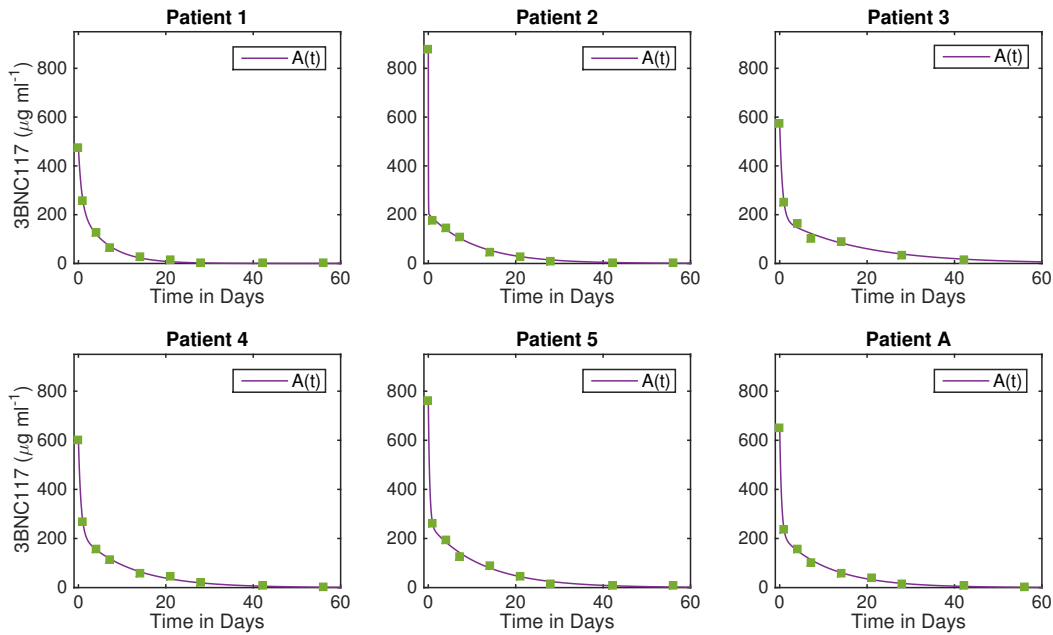 Patient 1
Patient 2
Patient 3
3BNC117 (µg ml⁻¹)
800
600
400
200
0
A(t)
0
20
40
60
Time in Days
800
600
400
200
0
A(t)
0
20
40
60
Time in Days
800
600
400
200
0
A(t)
0
20
40
60
Time in Days
Patient 4
Patient 5
Patient A
3BNC117 (µg ml⁻¹)
800
600
400
200
0
A(t)
0
20
40
60
Time in Days
800
600
400
200
0
A(t)
0
20
40
60
Time in Days
800
600
400
200
0
A(t)
0
20
40
60
Time in Days